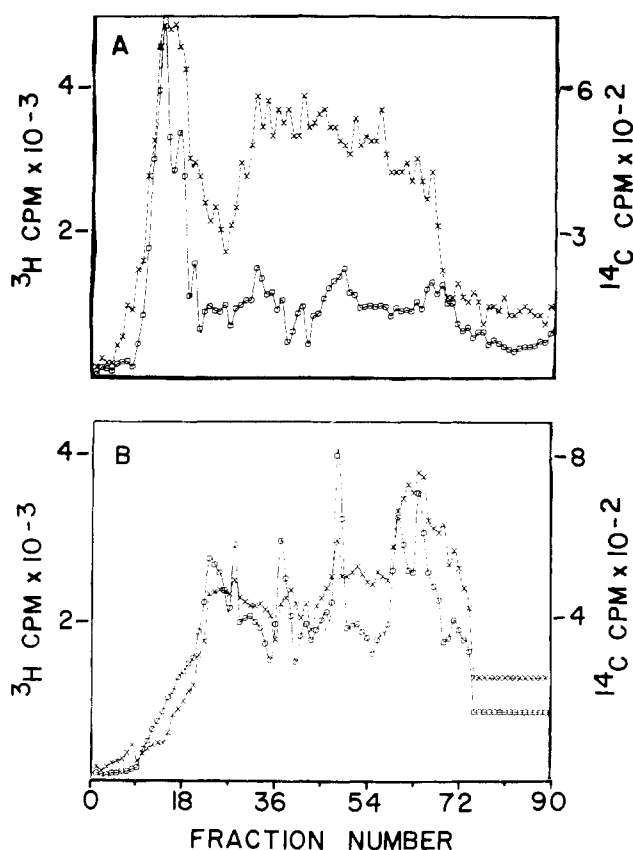 A
4
2
³H CPM x 10-3
6
3
¹⁴C CPM x 10-2
B
4
2
³H CPM x 10-3
8
4
¹⁴C CPM x 10-2
0 18 36 54 72 90
FRACTION NUMBER